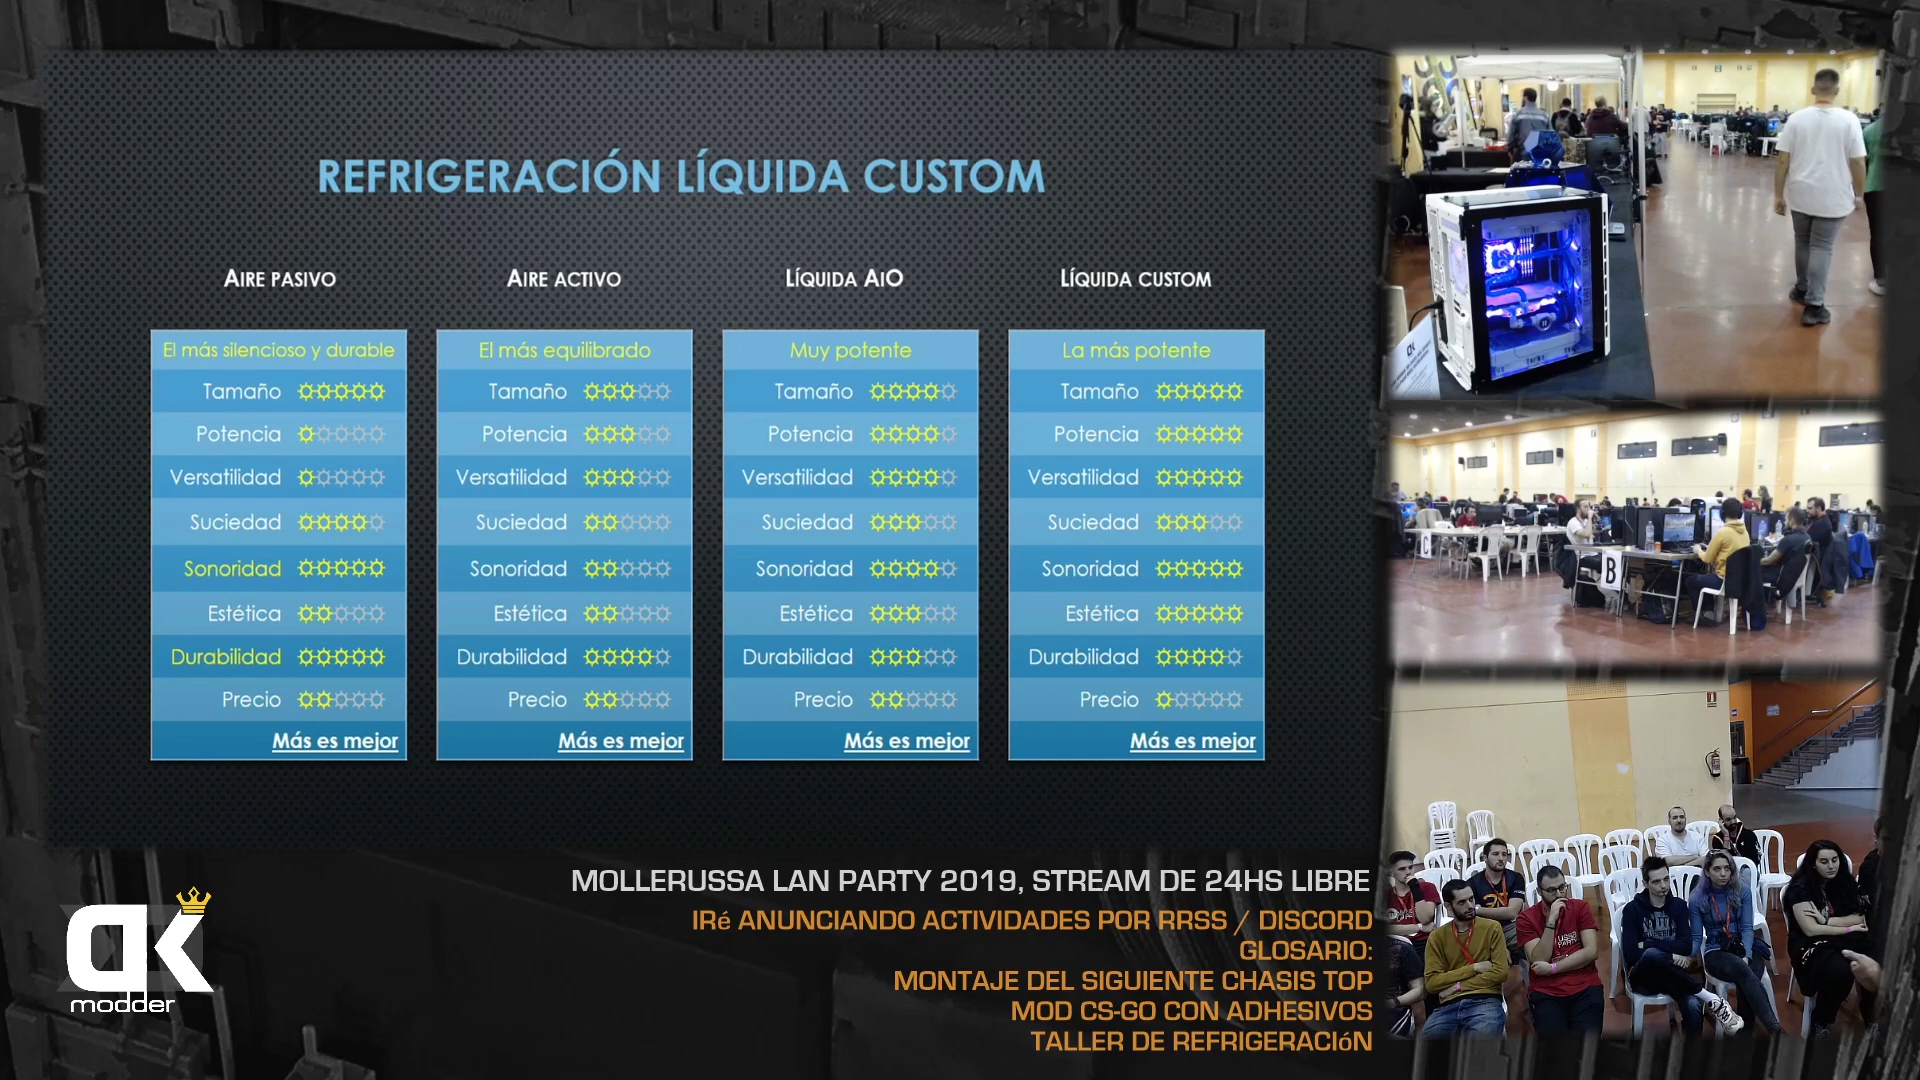 REFRIGERACIÓN LÍQUIDA CUSTOM
AIRE PASIVO
El más silencioso y durable
Tamaño
Potencia
Versatilidad
Suciedad
Sonoridad
Estética
Durabilidad
Precio
Más es mejor
AIRE ACTIVO
El más equilibrado
Tamaño
Potencia
Versatilidad
Suciedad
Sonoridad
Estética
Durabilidad
Precio
Más es mejor
LÍQUIDA AIO
Muy potente
Tamaño
Potencia
Versatilidad
Suciedad
Sonoridad
Estética
Durabilidad
Precio
Más es mejor
LÍQUIDA CUSTOM
La más potente
Tamaño
Potencia
Versatilidad
Suciedad
Sonoridad
Estética
Durabilidad
Precio
Más es mejor
B
C
DK
modder
MOLLERUSSA LAN PARTY 2019, STREAM DE 24HS LIBRE
IRé ANUNCIANDO ACTIVIDADES POR RRSS / DISCORD
GLOSARIO:
MONTAJE DEL SIGUIENTE CHASIS TOP
MOD CS-GO CON ADHESIVOS
TALLER DE REFRIGERACIóN